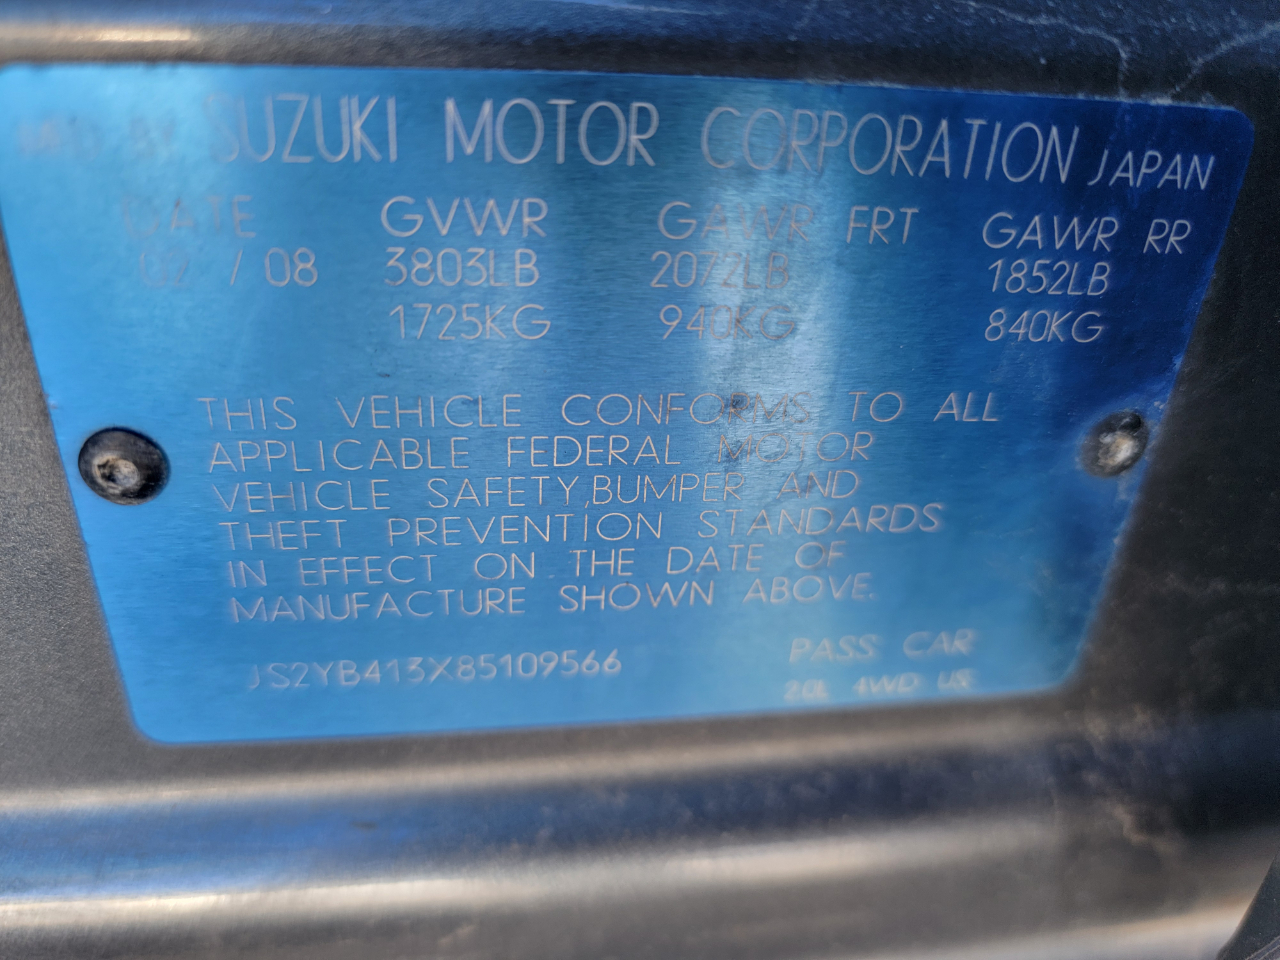 MFD BY SUZUKI MOTOR CORPORATION JAPAN
DATE GVWR GAWR FRT GAWR RR
02 / 08 3803LB 2072LB 1852LB
1725KG 940KG 840KG
THIS VEHICLE CONFORMS TO ALL
APPLICABLE FEDERAL MOTOR
VEHICLE SAFETY,BUMPER AND
THEFT PREVENTION STANDARDS
IN EFFECT ON THE DATE OF
MANUFACTURE SHOWN ABOVE.
JS2YB413X85109566 PASS CAR
2.0L 4WD US